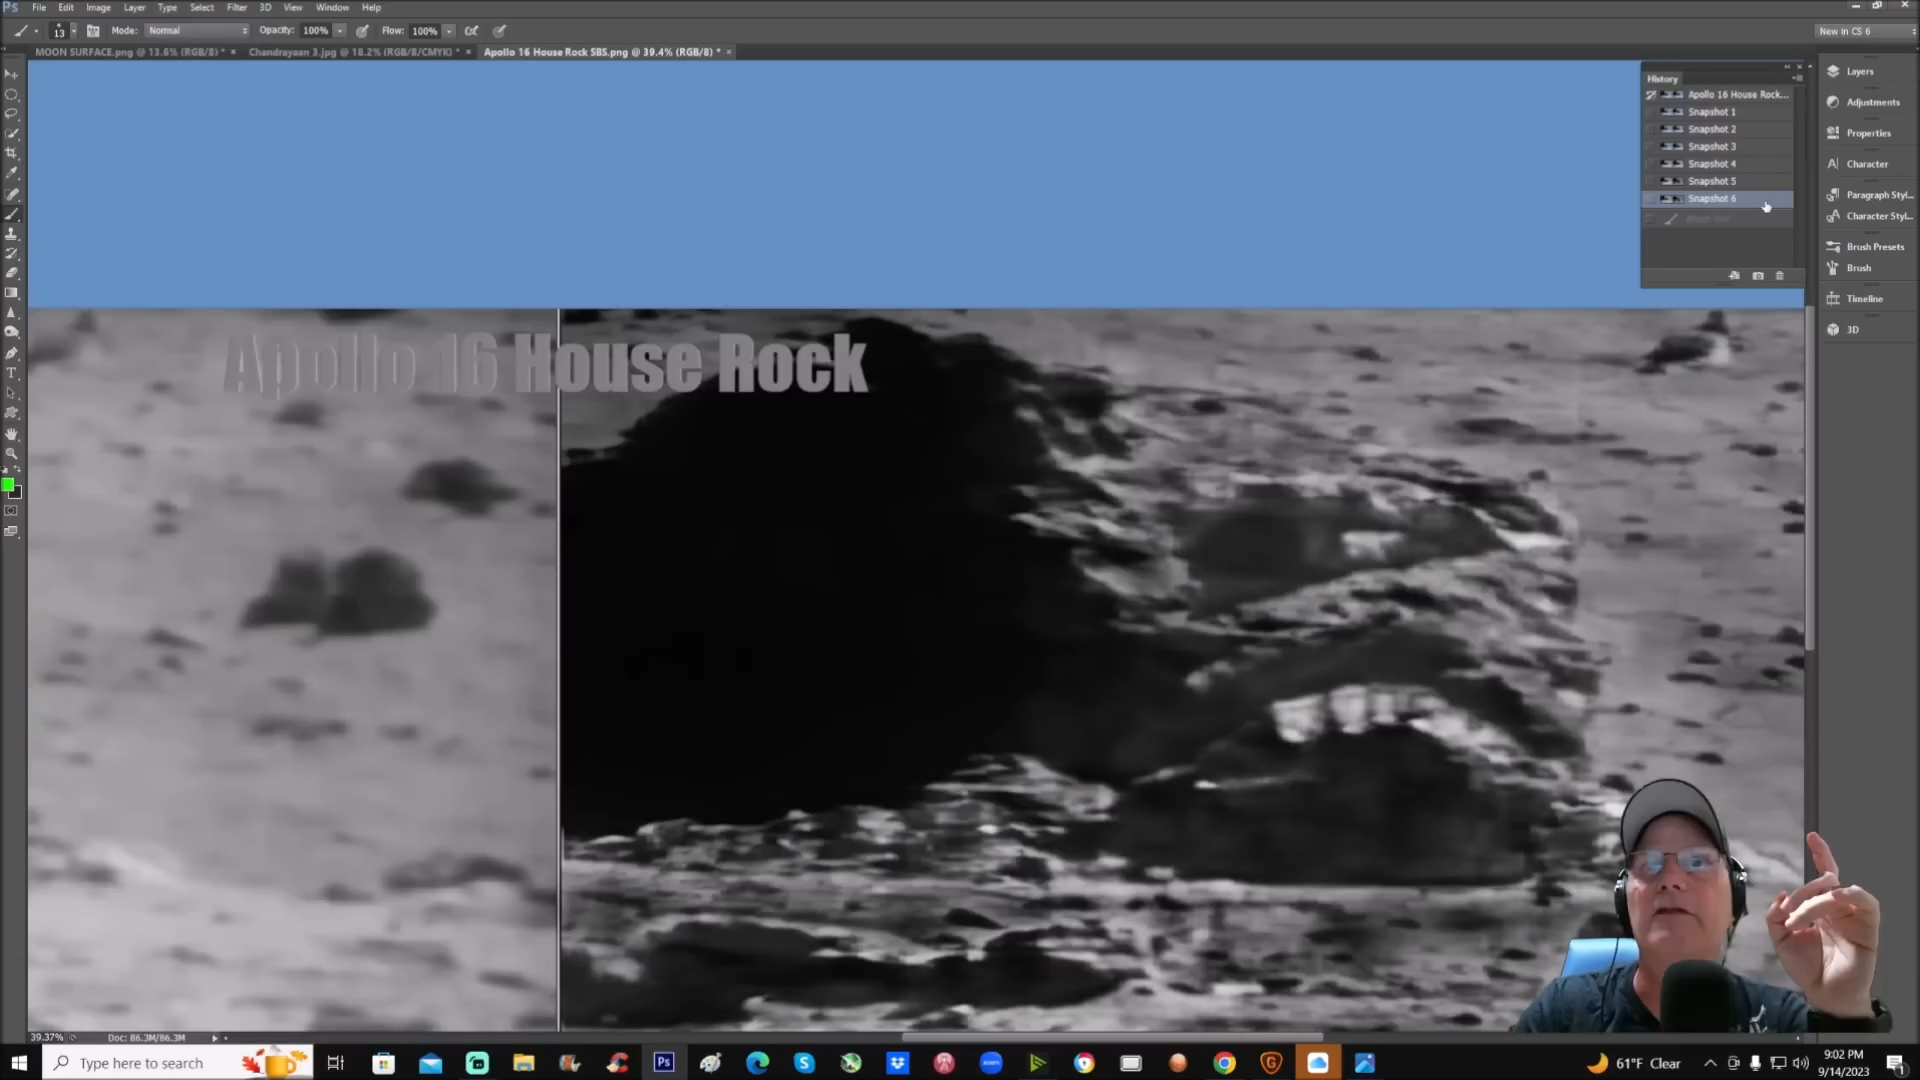 Ps File Edit Image Layer Type Select Filter 3D View Window Help
13 Mode: Normal Opacity: 100% Flow: 100% New in CS 6
MOON SURFACE.png @ 13.6% (RGB/8) * × Chandrayaan 3.jpg @ 18.2% (RGB/8/CMYK) * × Apollo 16 House Rock SBS.png @ 39.4% (RGB/8) * ×
History
Apollo 16 House Rock...
Snapshot 1
Snapshot 2
Snapshot 3
Snapshot 4
Snapshot 5
Snapshot 6
Layers
Adjustments
Properties
Character
Paragraph Styl...
Character Styl...
Brush Presets
Brush
Timeline
3D
Apollo 16 House Rock
39.37% Doc: 86.3M/86.3M
Type here to search
Ps
61°F Clear
9:02 PM
9/14/2023